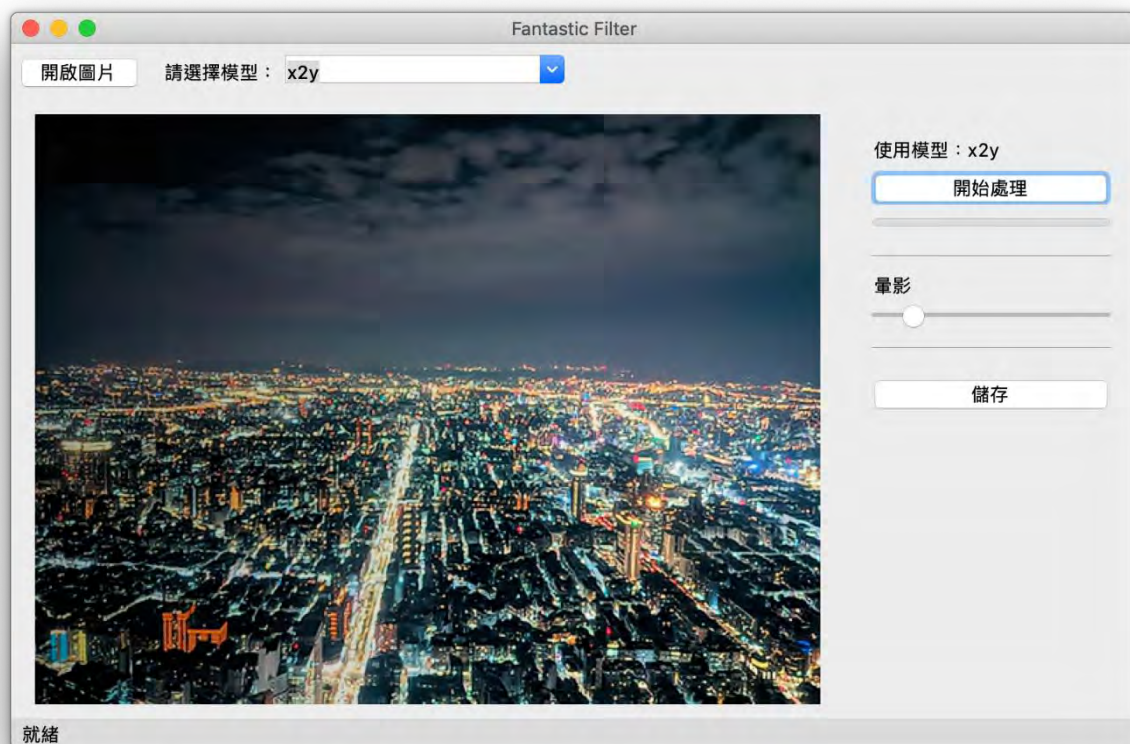 Fantastic Filter
開啟圖片 請選擇模型： x2y
使用模型：x2y
開始處理
暈影
儲存
就緒